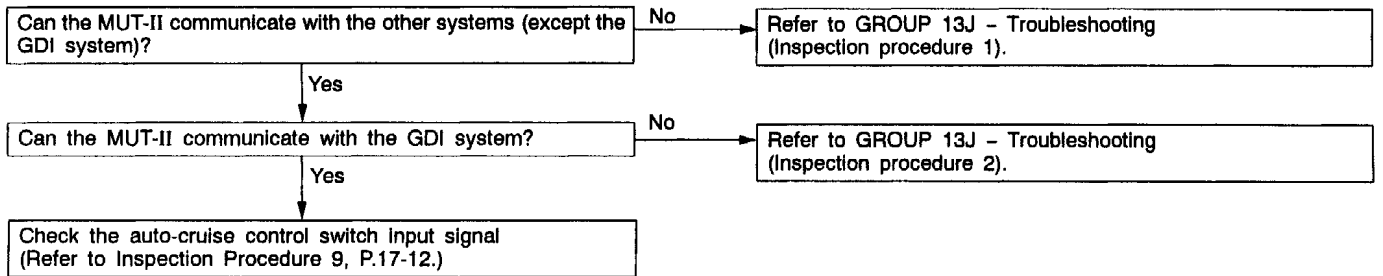 Can the MUT-II communicate with the other systems (except the
GDI system)?
No
Refer to GROUP 13J – Troubleshooting
(Inspection procedure 1).
Yes
Can the MUT-II communicate with the GDI system?
No
Refer to GROUP 13J – Troubleshooting
(Inspection procedure 2).
Yes
Check the auto-cruise control switch input signal
(Refer to Inspection Procedure 9, P.17-12.)